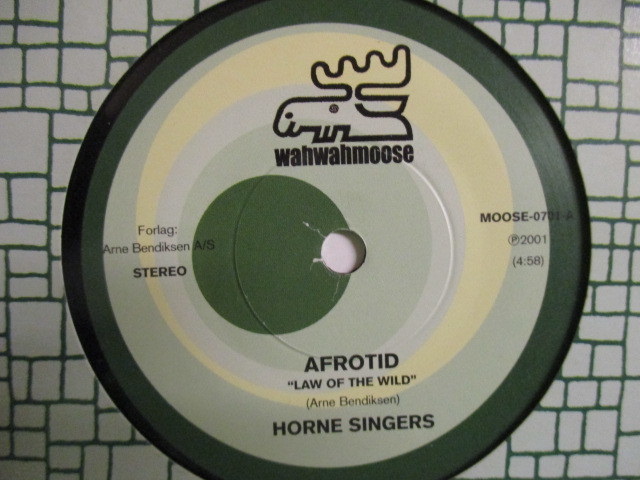 wahwahmoose
Forlag:
Arne Bendiksen A/S
STEREO
MOOSE-0701-A
℗2001
(4:58)
AFROTID
"LAW OF THE WILD"
(Arne Bendiksen)
HORNE SINGERS